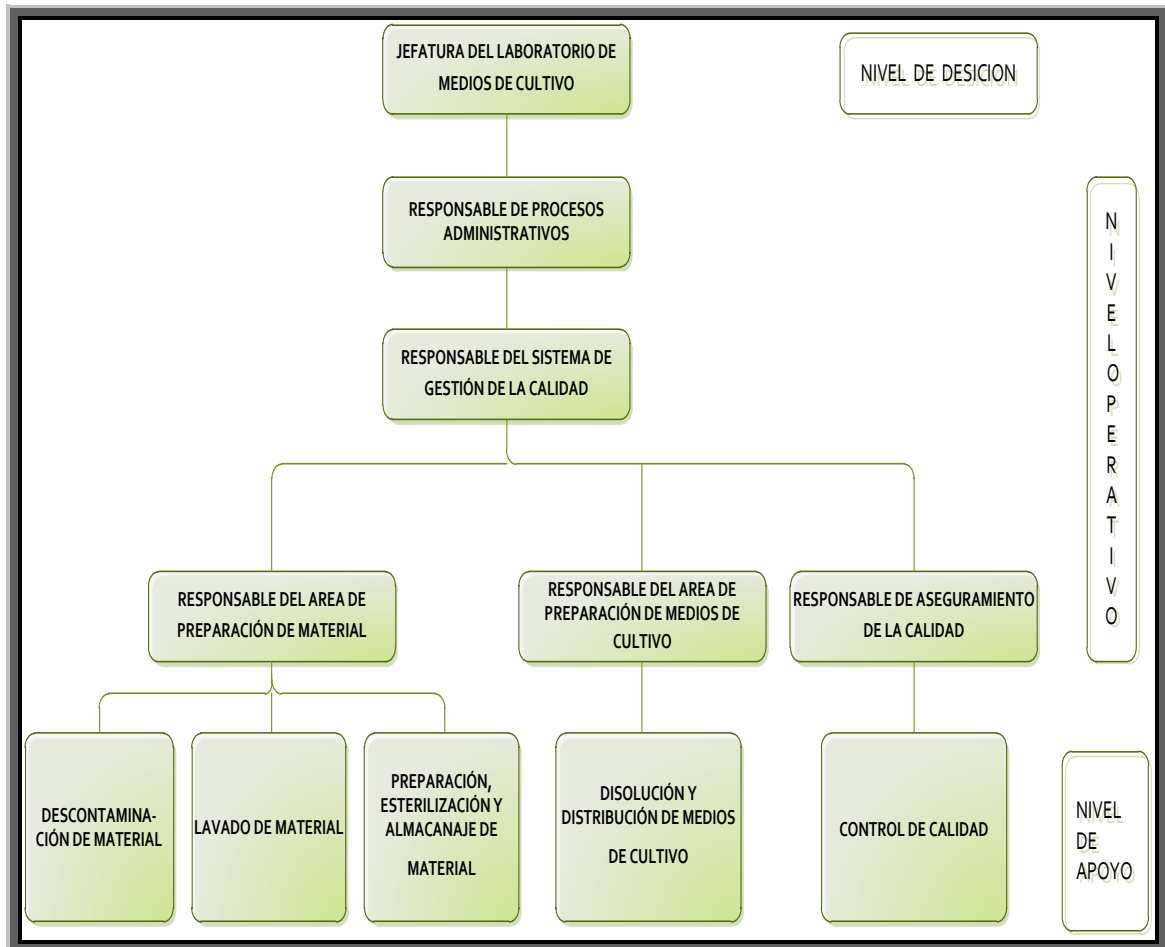 JEFATURA DEL LABORATORIO DE
MEDIOS DE CULTIVO
NIVEL DE DESICION
RESPONSABLE DE PROCESOS
ADMINISTRATIVOS
RESPONSABLE DEL SISTEMA DE
GESTIÓN DE LA CALIDAD
N
I
V
E
L
O
P
E
R
A
T
I
V
O
RESPONSABLE DEL AREA DE
PREPARACIÓN DE MATERIAL
RESPONSABLE DEL AREA DE
PREPARACIÓN DE MEDIOS DE
CULTIVO
RESPONSABLE DE ASEGURAMIENTO
DE LA CALIDAD
DESCONTAMINA-
CIÓN DE MATERIAL
LAVADO DE MATERIAL
PREPARACIÓN,
ESTERILIZACIÓN Y
ALMACANAJE DE
MATERIAL
DISOLUCIÓN Y
DISTRIBUCIÓN DE MEDIOS
DE CULTIVO
CONTROL DE CALIDAD
NIVEL
DE
APOYO